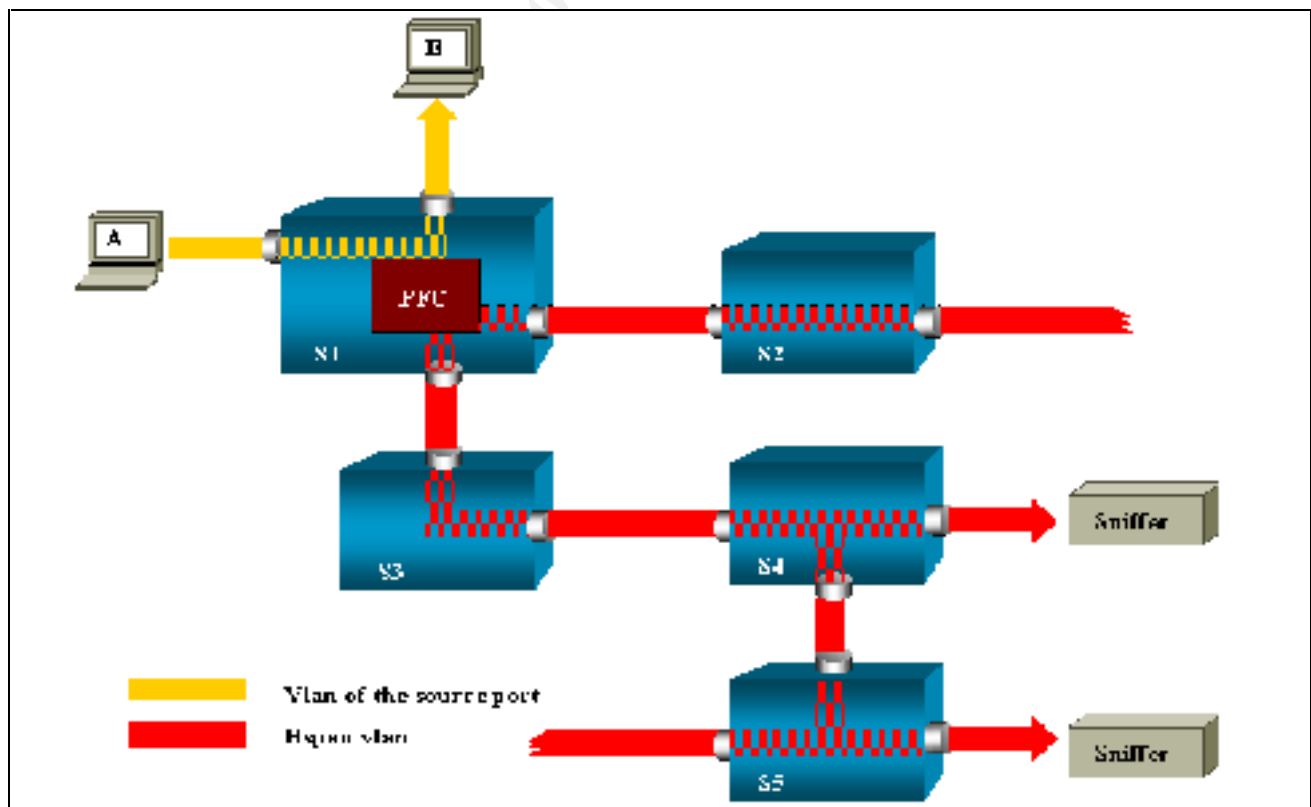 B
A
PFC
S1
S2
S3
S4
Sniffer
Vlan of the source port
Rspan vlan
S5
Sniffer